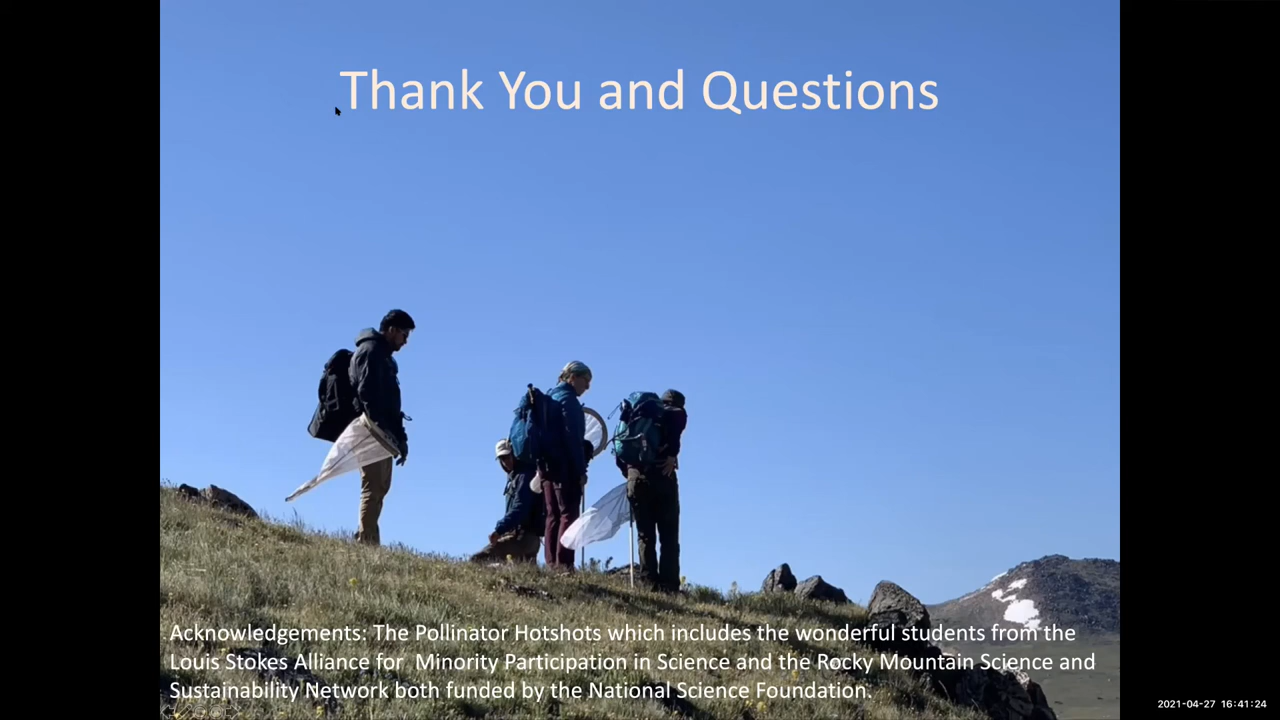 Thank You and Questions
Acknowledgements: The Pollinator Hotshots which includes the wonderful students from the
Louis Stokes Alliance for  Minority Participation in Science and the Rocky Mountain Science and
Sustainability Network both funded by the National Science Foundation.
2021-04-27 16:41:24